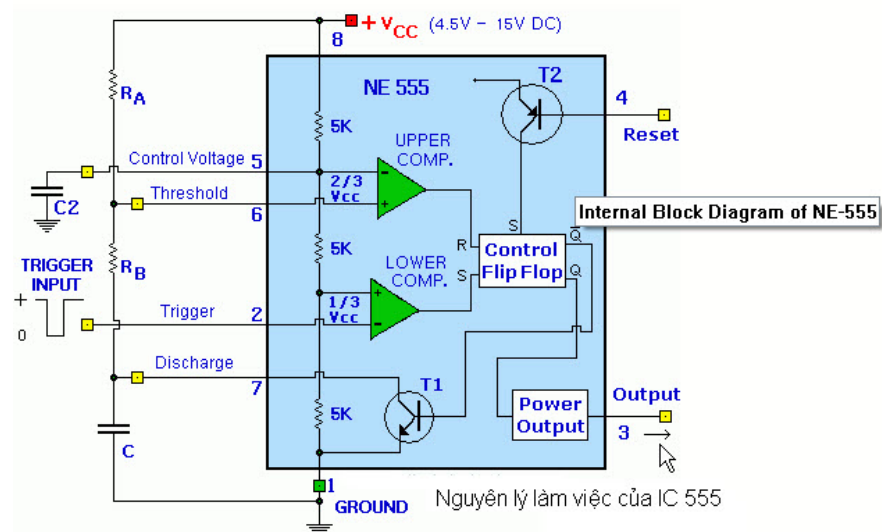 + Vcc (4.5V – 15V DC)
8
NE 555
T2
4
Reset
RA
5K
UPPER
COMP.
Control Voltage
5
2/3
Vcc
C2
Threshold
6
S
Internal Block Diagram of NE-555
R
Control
Flip Flop
Q
S
Q
TRIGGER
INPUT
RB
5K
LOWER
COMP.
+
0
Trigger
2
1/3
Vcc
Discharge
7
T1
5K
Power
Output
Output
3
C
1
GROUND
Nguyên lý làm việc của IC 555